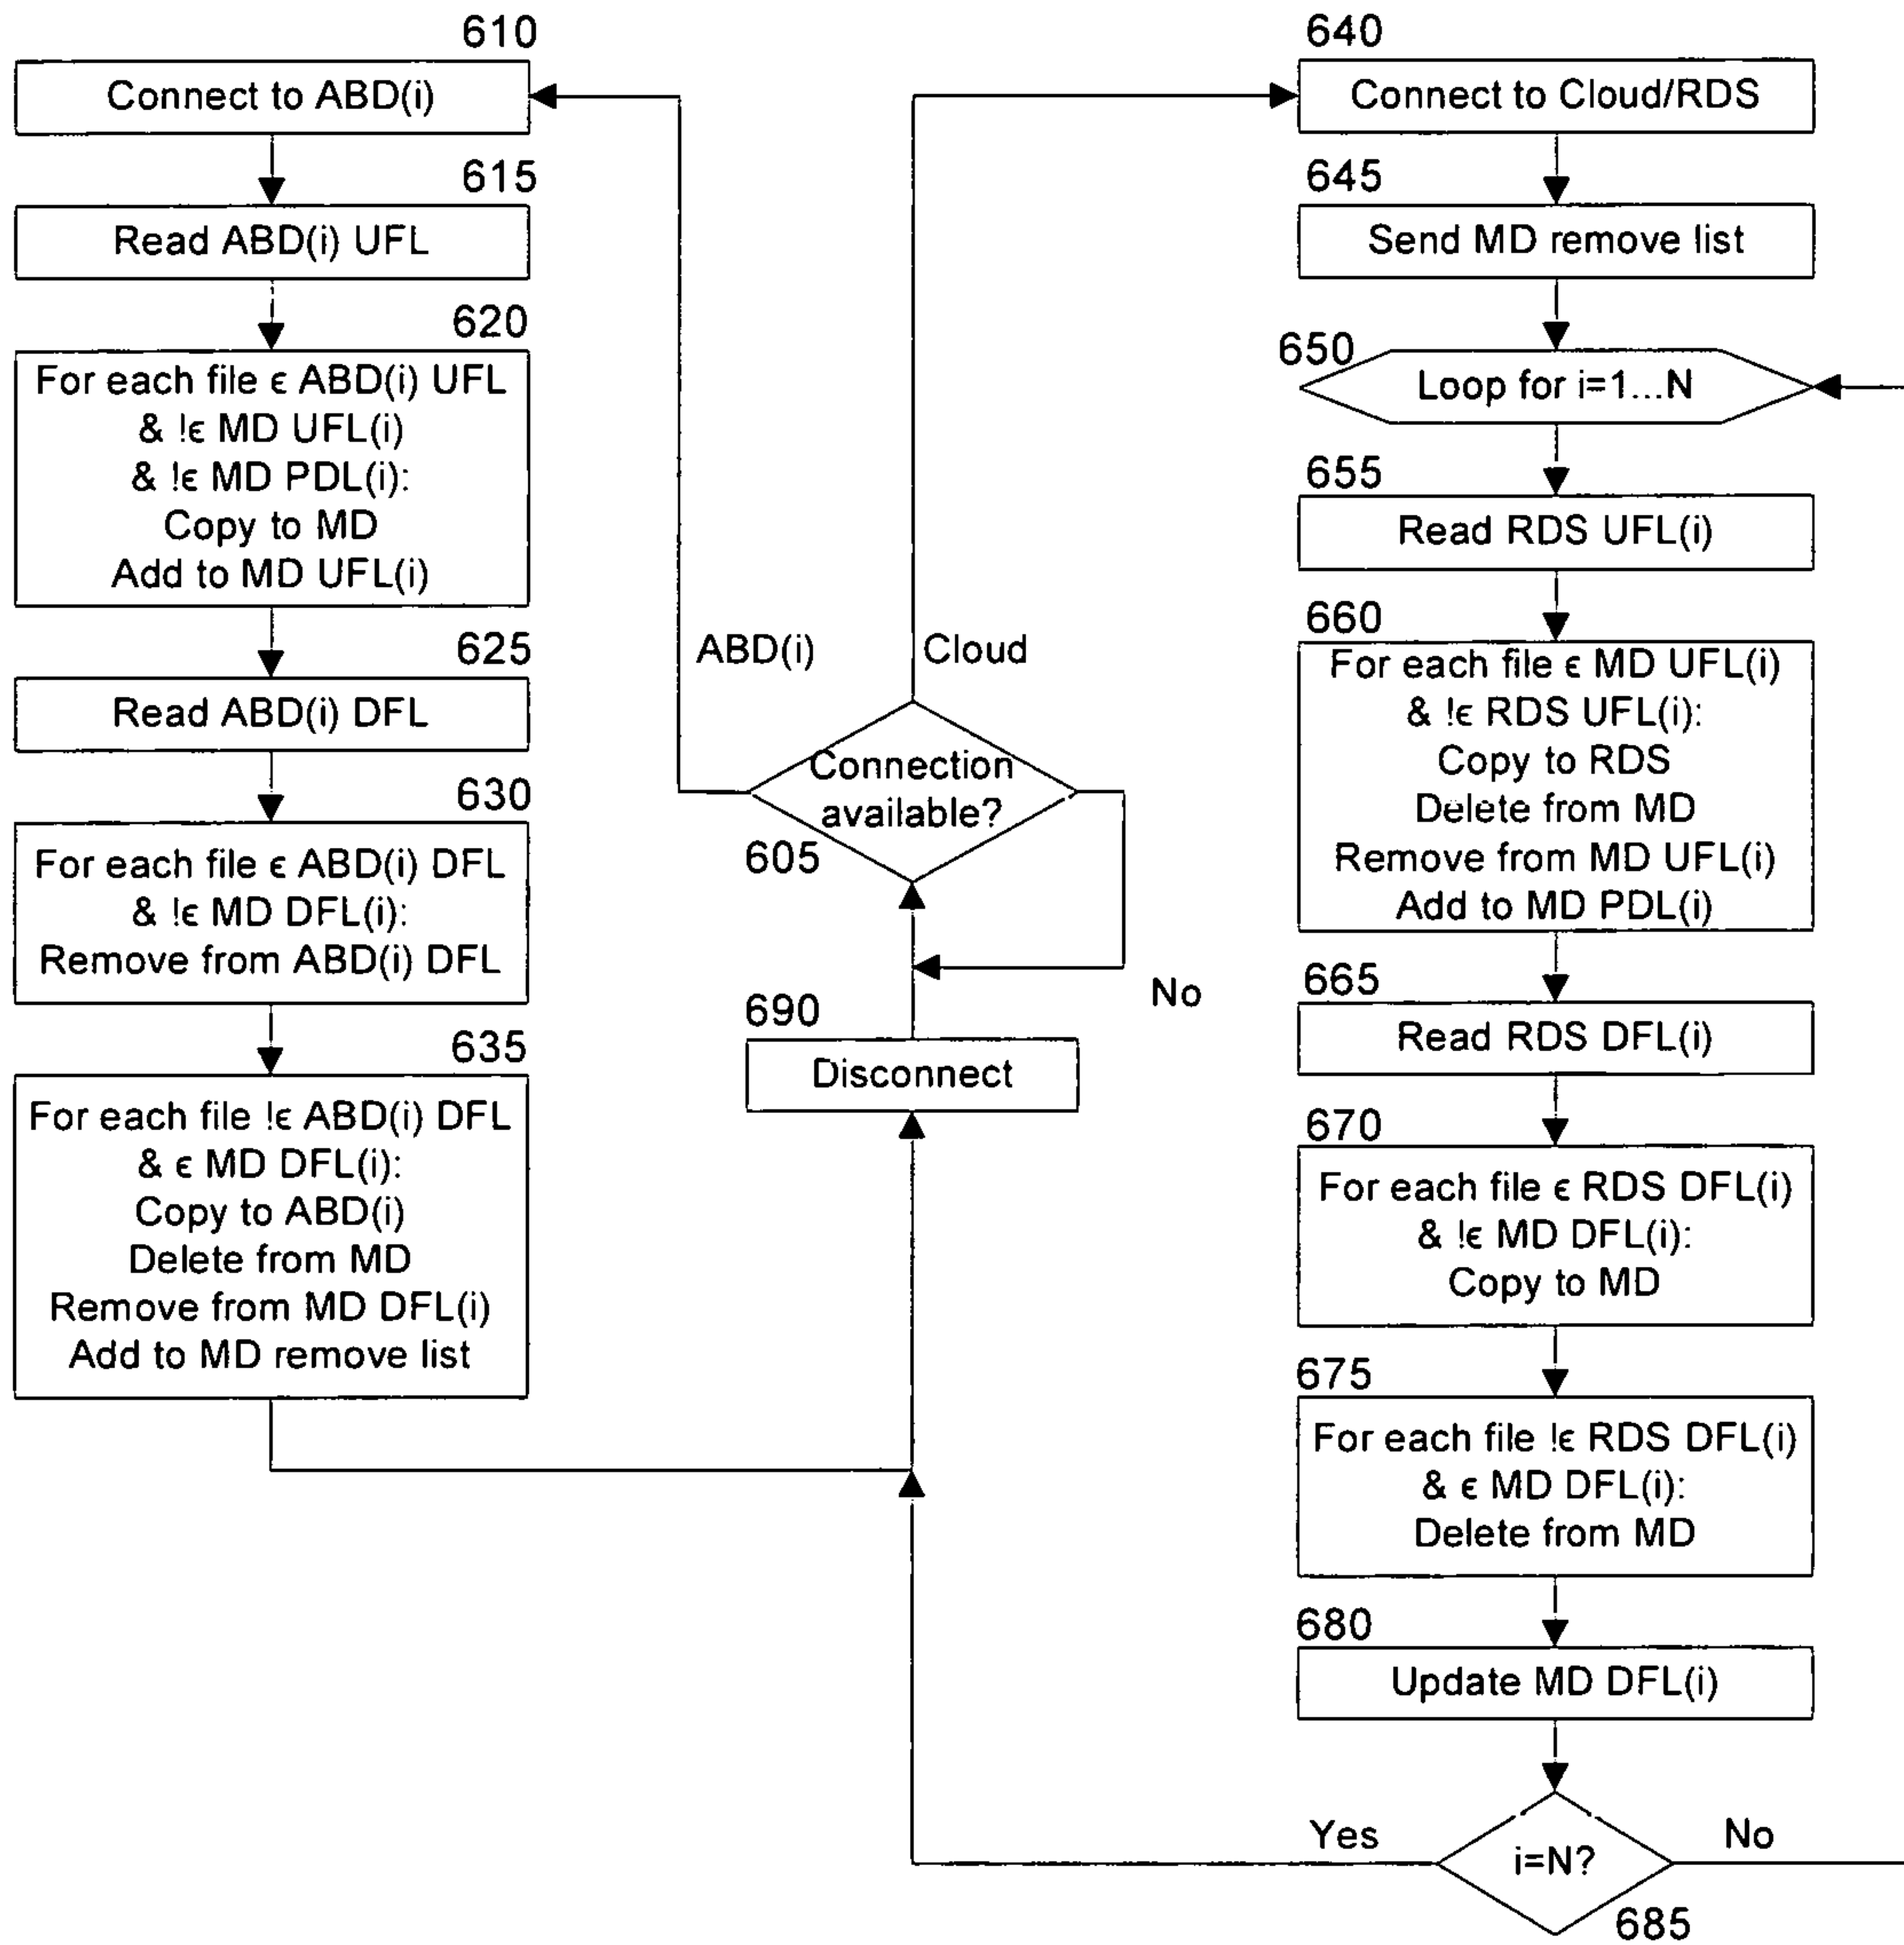 610
Connect to ABD(i)
615
Read ABD(i) UFL
620
For each file ϵ ABD(i) UFL
& !ϵ MD UFL(i)
& !ϵ MD PDL(i):
Copy to MD
Add to MD UFL(i)
625
Read ABD(i) DFL
630
For each file ϵ ABD(i) DFL
& !ϵ MD DFL(i):
Remove from ABD(i) DFL
635
For each file !ϵ ABD(i) DFL
& ϵ MD DFL(i):
Copy to ABD(i)
Delete from MD
Remove from MD DFL(i)
Add to MD remove list
ABD(i)
Cloud
Connection
available?
605
No
690
Disconnect
640
Connect to Cloud/RDS
645
Send MD remove list
650
Loop for i=1...N
655
Read RDS UFL(i)
660
For each file ϵ MD UFL(i)
& !ϵ RDS UFL(i):
Copy to RDS
Delete from MD
Remove from MD UFL(i)
Add to MD PDL(i)
665
Read RDS DFL(i)
670
For each file ϵ RDS DFL(i)
& !ϵ MD DFL(i):
Copy to MD
675
For each file !ϵ RDS DFL(i)
& ϵ MD DFL(i):
Delete from MD
680
Update MD DFL(i)
Yes
i=N?
No
685